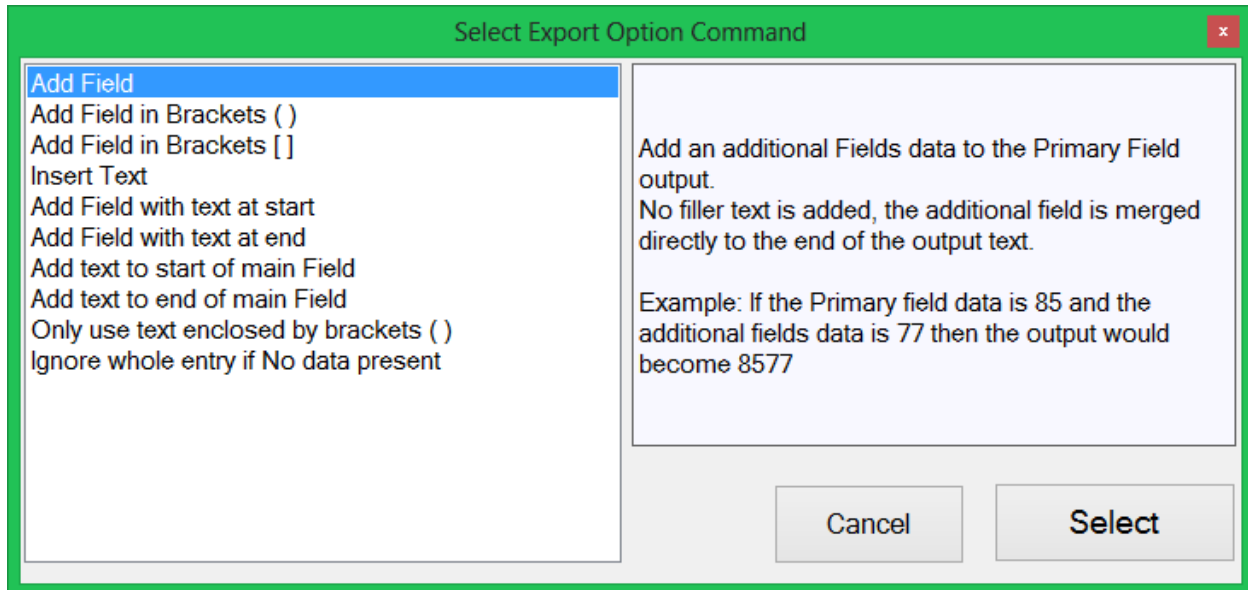 Select Export Option Command
x
Add Field
Add Field in Brackets ( )
Add Field in Brackets [ ]
Insert Text
Add Field with text at start
Add Field with text at end
Add text to start of main Field
Add text to end of main Field
Only use text enclosed by brackets ( )
Ignore whole entry if No data present
Add an additional Fields data to the Primary Field
output.
No filler text is added, the additional field is merged
directly to the end of the output text.
Example: If the Primary field data is 85 and the
additional fields data is 77 then the output would
become 8577
Cancel
Select